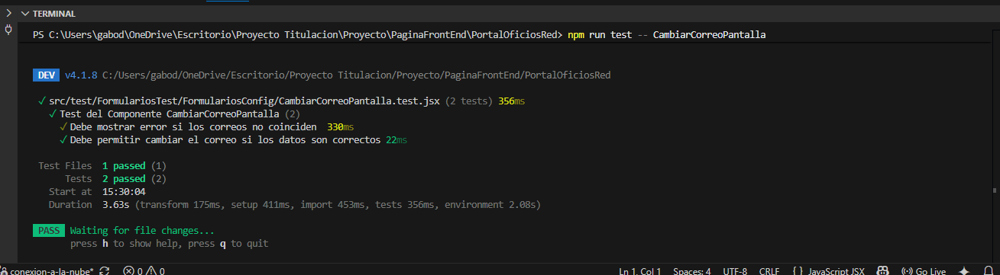 TERMINAL
PS C:\Users\gabod\OneDrive\Escritorio\Proyecto Titulacion\Proyecto\PaginaFrontEnd\PortalOficiosRed> npm run test -- CambiarCorreoPantalla
DEV v4.1.8 C:/Users/gabod/OneDrive/Escritorio/Proyecto Titulacion/Proyecto/PaginaFrontEnd/PortalOficiosRed
✓ src/test/FormulariosTest/FormulariosConfig/CambiarCorreoPantalla.test.jsx (2 tests) 356ms
✓ Test del Componente CambiarCorreoPantalla (2)
✓ Debe mostrar error si los correos no coinciden 330ms
✓ Debe permitir cambiar el correo si los datos son correctos 22ms
Test Files 1 passed (1)
Tests 2 passed (2)
Start at 15:30:04
Duration 3.63s (transform 175ms, setup 411ms, import 453ms, tests 356ms, environment 2.08s)
PASS Waiting for file changes...
press h to show help, press q to quit
conexion-a-la-nube* 0 0 Ln 1, Col 1 Spaces: 4 UTF-8 CRLF { } JavaScript JSX Go Live